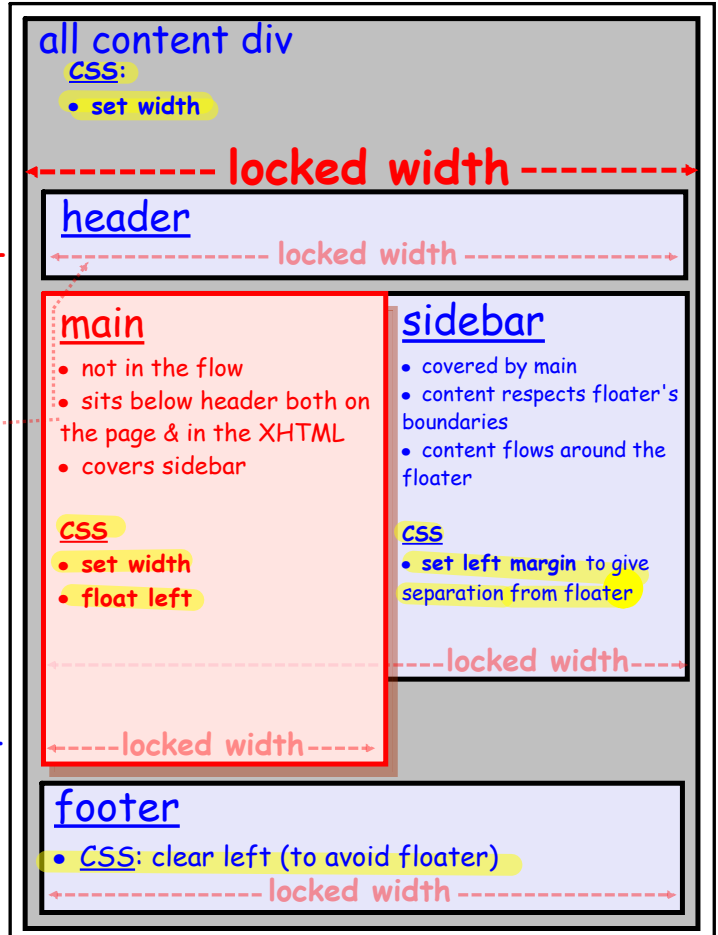 all content div
CSS:
• set width
locked width
header
locked width
main
• not in the flow
• sits below header both on
the page & in the XHTML
• covers sidebar
CSS
• set width
• float left
locked width
sidebar
• covered by main
• content respects floater's
boundaries
• content flows around the
floater
CSS
• set left margin to give
separation from floater
locked width
footer
• CSS: clear left (to avoid floater)
locked width